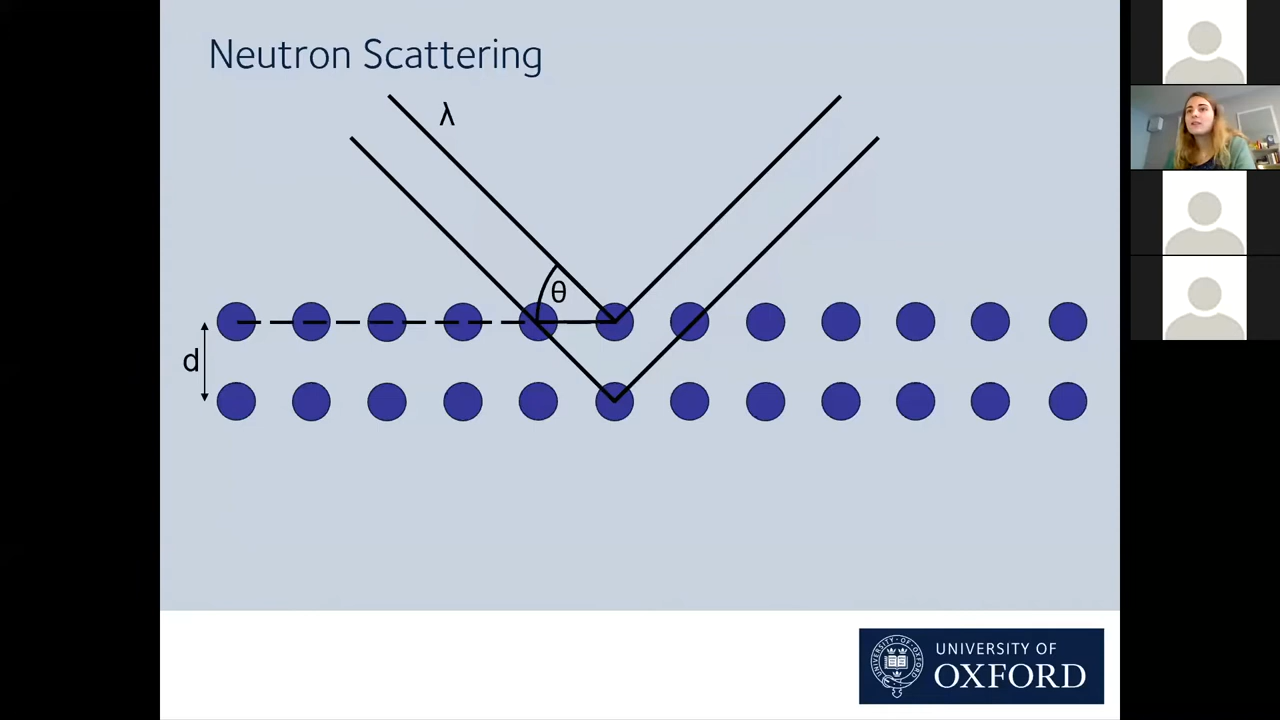 Neutron Scattering
λ
θ
d
UNIVERSITY OF
OXFORD